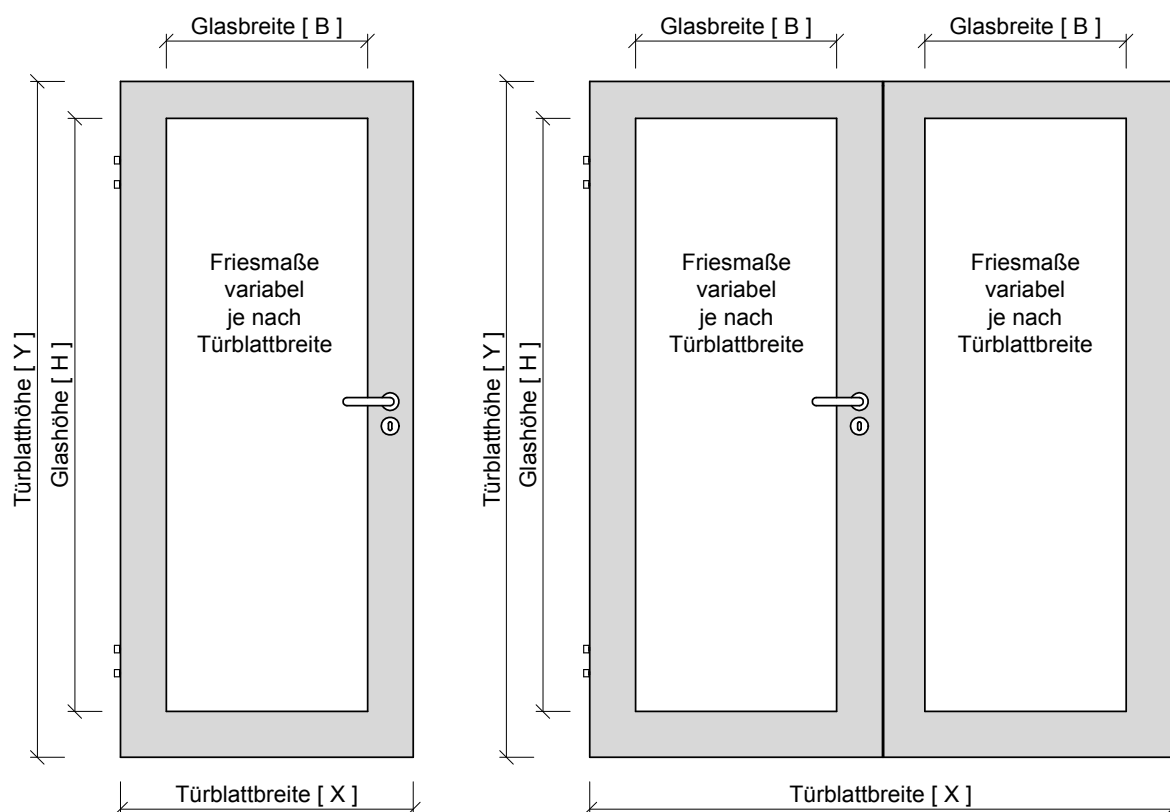 Glasbreite [ B ]
Glasbreite [ B ]
Glasbreite [ B ]
Türblatthöhe [ Y ]
Glashöhe [ H ]
Friesmaße
variabel
je nach
Türblattbreite
Türblatthöhe [ Y ]
Glashöhe [ H ]
Friesmaße
variabel
je nach
Türblattbreite
Friesmaße
variabel
je nach
Türblattbreite
Türblattbreite [ X ]
Türblattbreite [ X ]